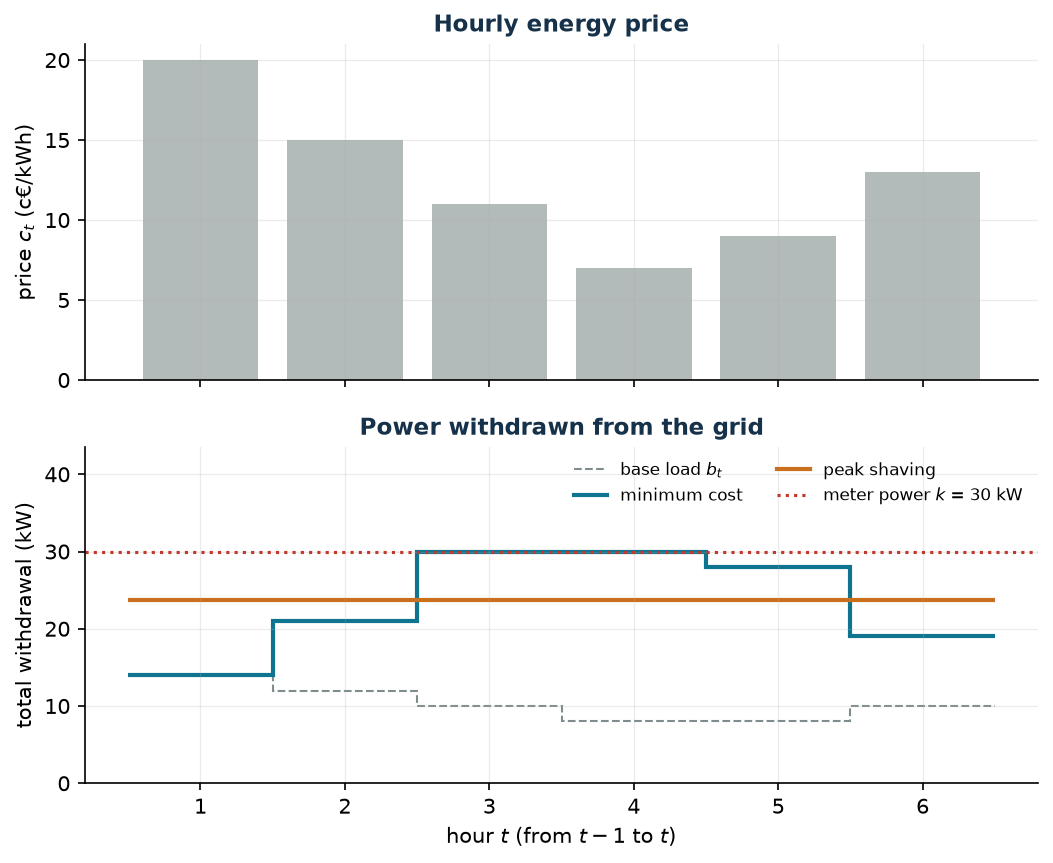 Hourly energy price
price c_t (c€/kWh)
20
15
10
5
0
Power withdrawn from the grid
total withdrawal (kW)
40
30
20
10
0
base load b_t
minimum cost
peak shaving
meter power k = 30 kW
1 2 3 4 5 6
hour t (from t − 1 to t)